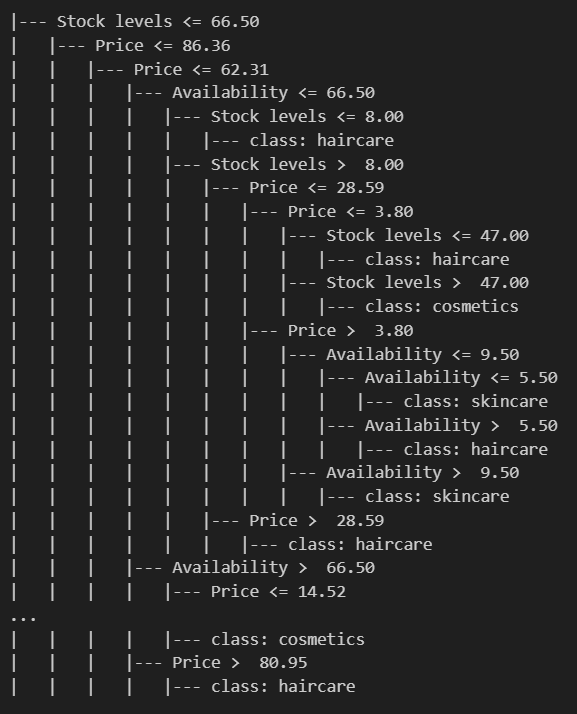 |--- Stock levels <= 66.50
|   |--- Price <= 86.36
|   |   |--- Price <= 62.31
|   |   |   |--- Availability <= 66.50
|   |   |   |   |--- Stock levels <= 8.00
|   |   |   |   |   |--- class: haircare
|   |   |   |   |--- Stock levels >  8.00
|   |   |   |   |   |--- Price <= 28.59
|   |   |   |   |   |   |--- Price <= 3.80
|   |   |   |   |   |   |   |--- Stock levels <= 47.00
|   |   |   |   |   |   |   |   |--- class: haircare
|   |   |   |   |   |   |   |--- Stock levels >  47.00
|   |   |   |   |   |   |   |   |--- class: cosmetics
|   |   |   |   |   |   |--- Price >  3.80
|   |   |   |   |   |   |   |--- Availability <= 9.50
|   |   |   |   |   |   |   |   |--- Availability <= 5.50
|   |   |   |   |   |   |   |   |   |--- class: skincare
|   |   |   |   |   |   |   |   |--- Availability >  5.50
|   |   |   |   |   |   |   |   |   |--- class: haircare
|   |   |   |   |   |   |   |--- Availability >  9.50
|   |   |   |   |   |   |   |   |--- class: skincare
|   |   |   |   |   |--- Price >  28.59
|   |   |   |   |   |   |--- class: haircare
|   |   |   |--- Availability >  66.50
|   |   |   |   |--- Price <= 14.52
...
|   |   |   |   |--- class: cosmetics
|   |   |   |--- Price >  80.95
|   |   |   |   |--- class: haircare